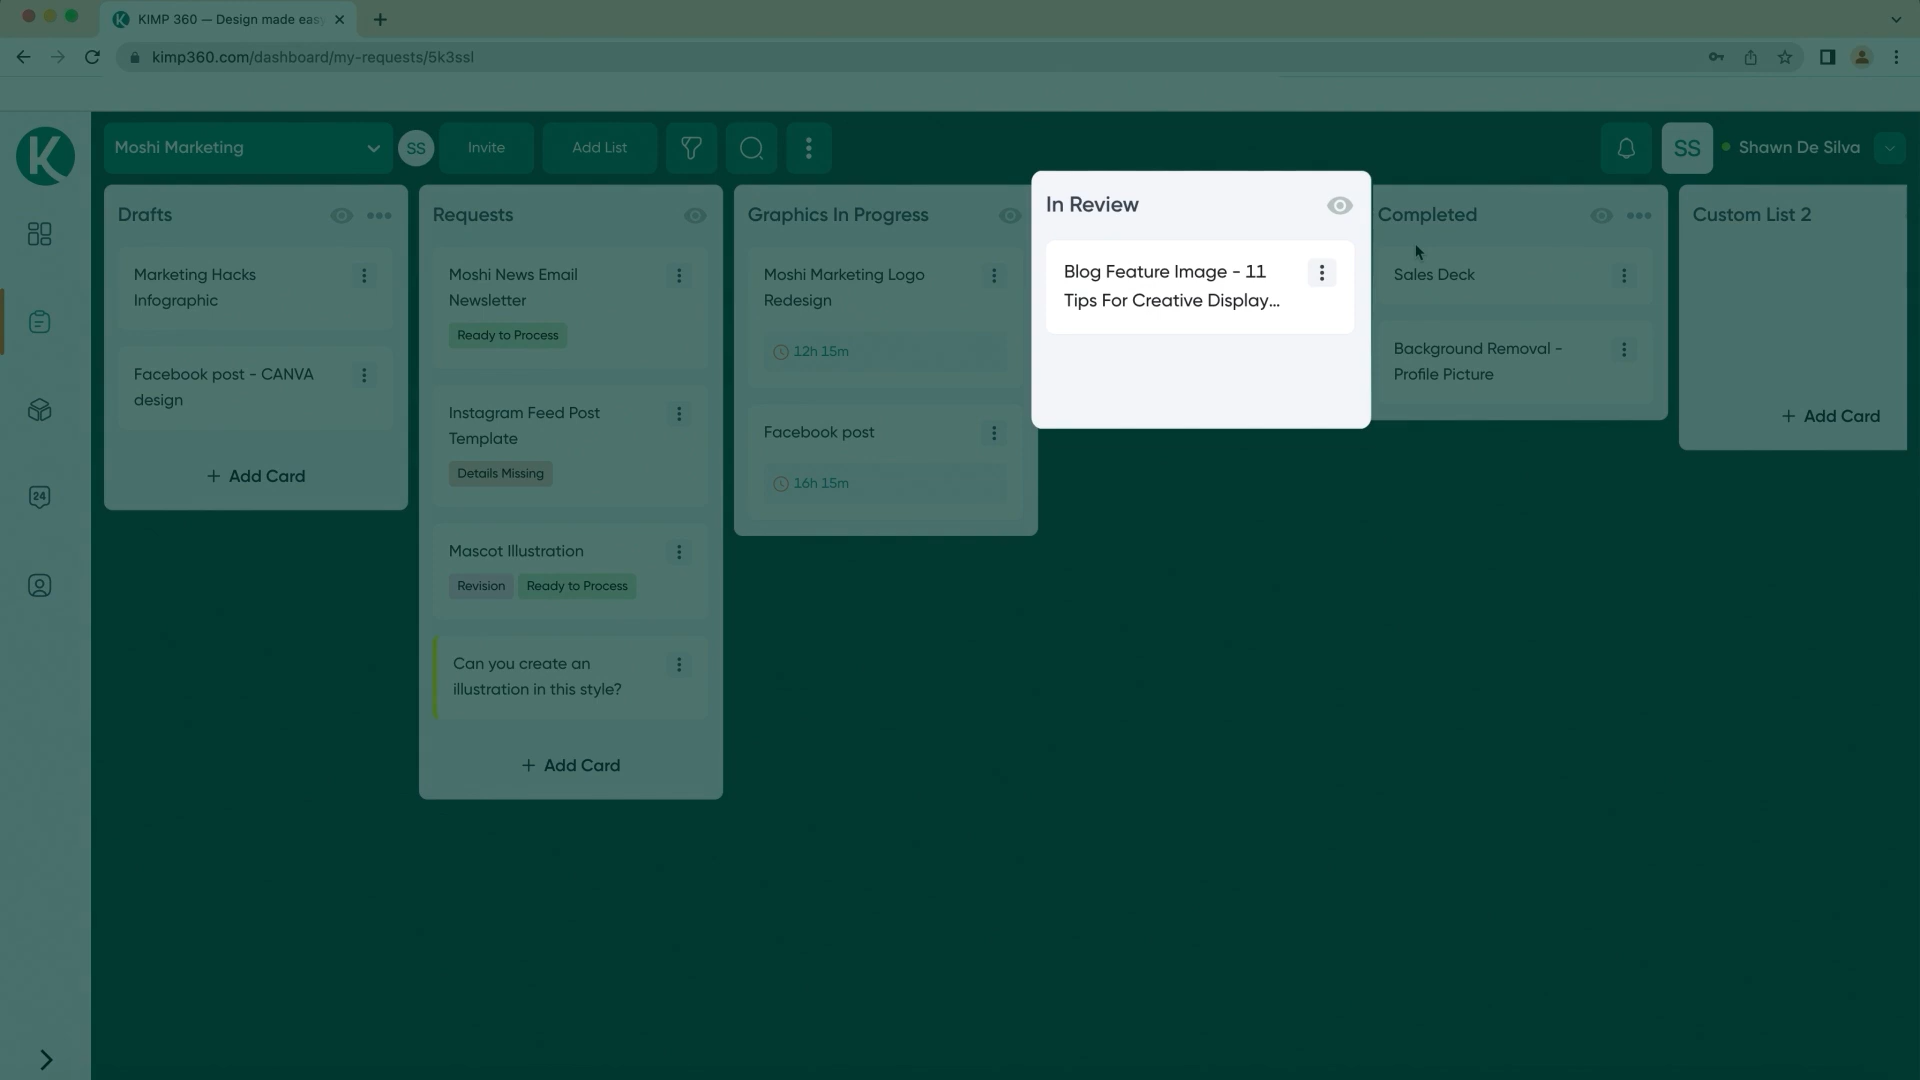 KIMP 360 — Design made easy
kimp360.com/dashboard/my-requests/5k3ssl
K
Moshi Marketing
SS
Invite
Add List
SS
Shawn De Silva
Drafts
Marketing Hacks
Infographic
Facebook post - CANVA
design
+ Add Card
Requests
Moshi News Email
Newsletter
Ready to Process
Instagram Feed Post
Template
Details Missing
Mascot Illustration
Revision
Ready to Process
Can you create an
illustration in this style?
+ Add Card
Graphics In Progress
Moshi Marketing Logo
Redesign
12h 15m
Facebook post
16h 15m
In Review
Blog Feature Image - 11
Tips For Creative Display...
Completed
Sales Deck
Background Removal -
Profile Picture
Custom List 2
+ Add Card
24